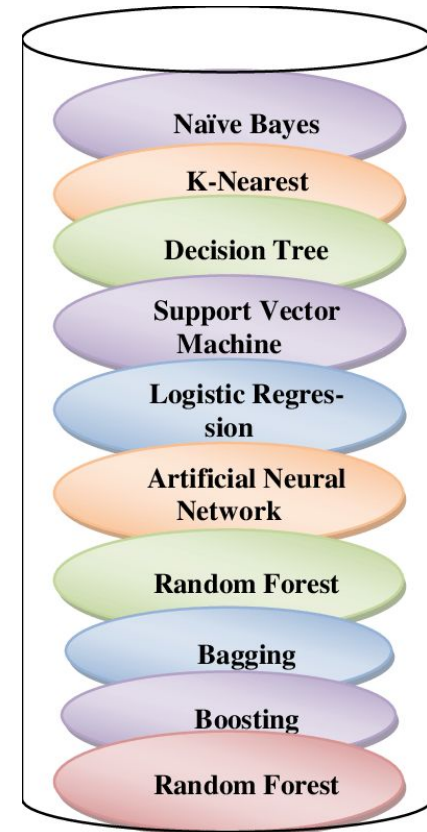 Naïve Bayes
K-Nearest
Decision Tree
Support Vector
Machine
Logistic Regres-
sion
Artificial Neural
Network
Random Forest
Bagging
Boosting
Random Forest